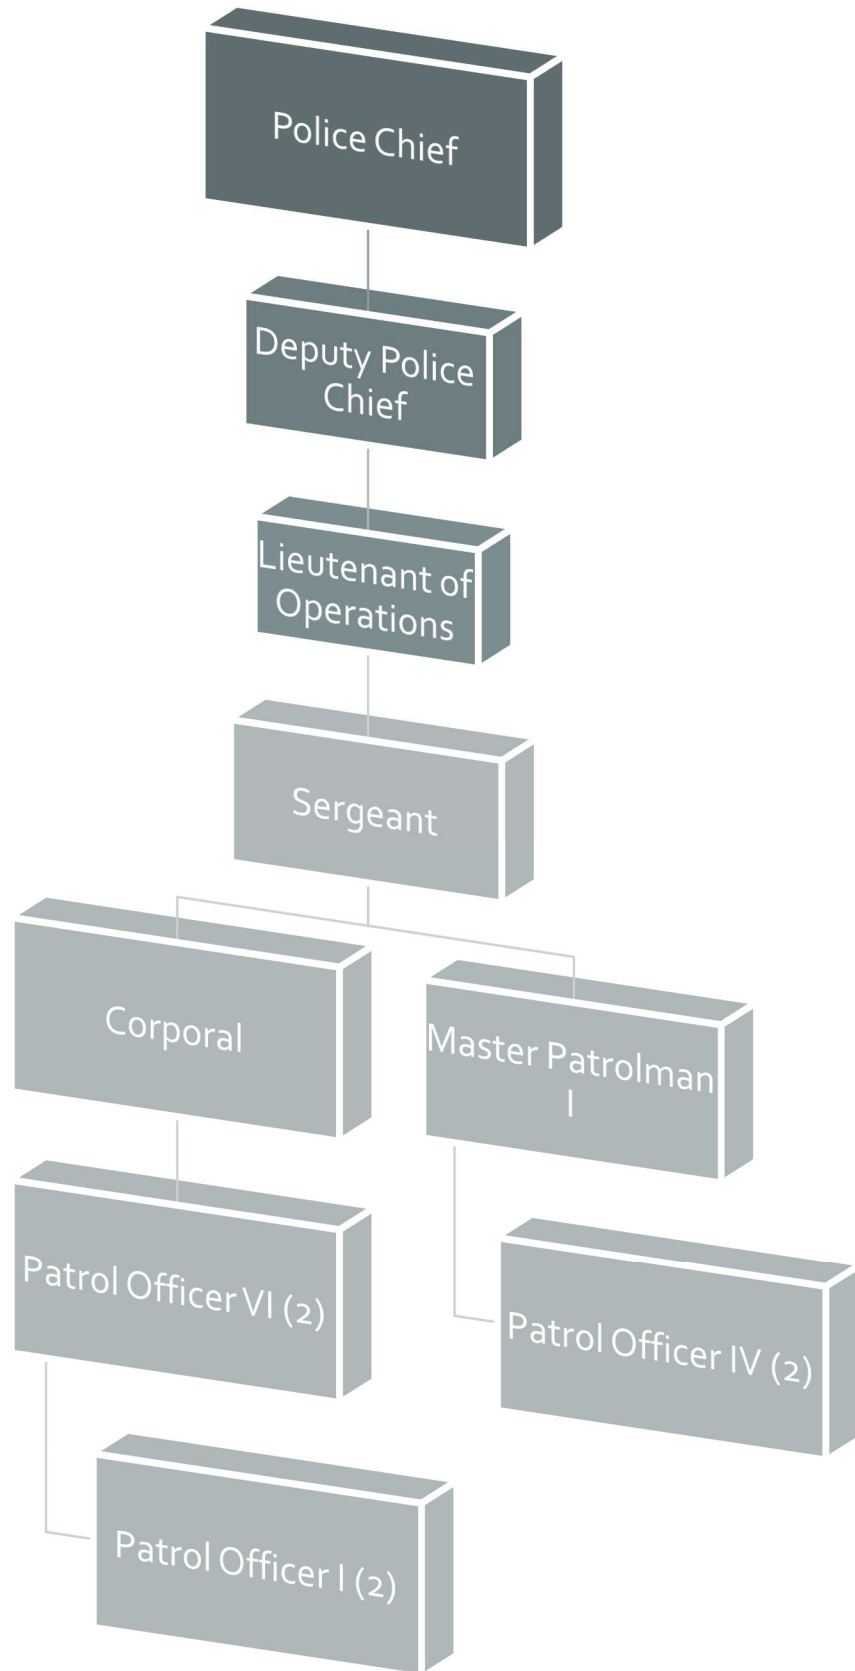 Police Chief
Deputy Police
Chief
Lieutenant of
Operations
Sergeant
Corporal
Master Patrolman
I
Patrol Officer VI (2)
Patrol Officer IV (2)
Patrol Officer I (2)